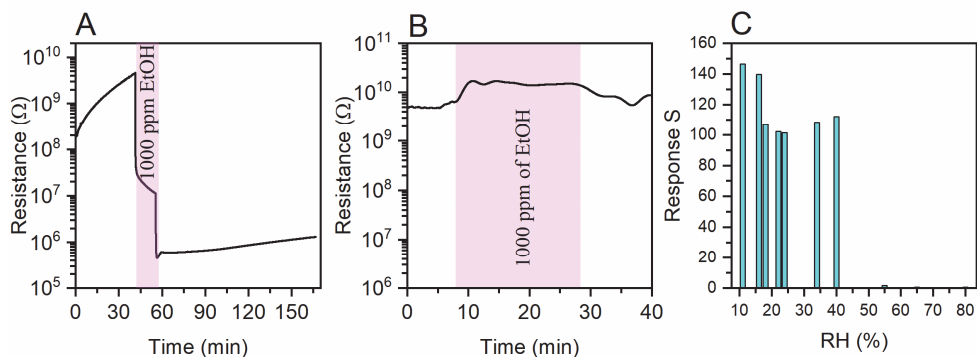 A
Resistance (Ω)
10^10
10^9
10^8
10^7
10^6
10^5
1000 ppm EtOH
0 30 60 90 120 150
Time (min)
B
Resistance (Ω)
10^11
10^10
10^9
10^8
10^7
10^6
1000 ppm of EtOH
0 10 20 30 40
Time (min)
C
Response S
160
140
120
100
80
60
40
20
0
10 20 30 40 50 60 70 80
RH (%)